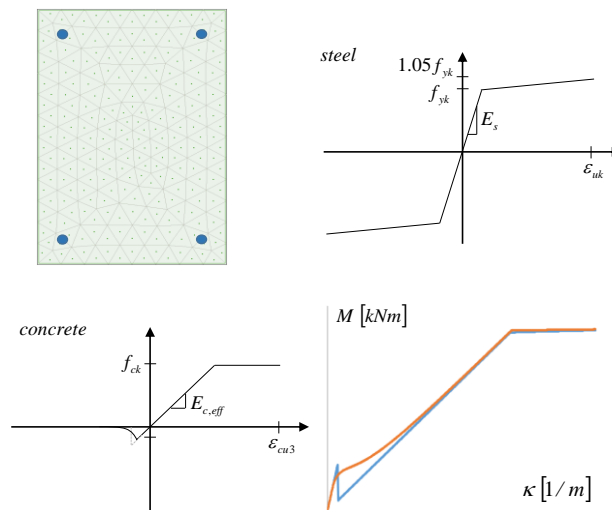 steel
1.05 f_yk
f_yk
E_s
ε_uk
concrete
f_ck
E_c,eff
ε_cu3
M [kNm]
κ [1/m]